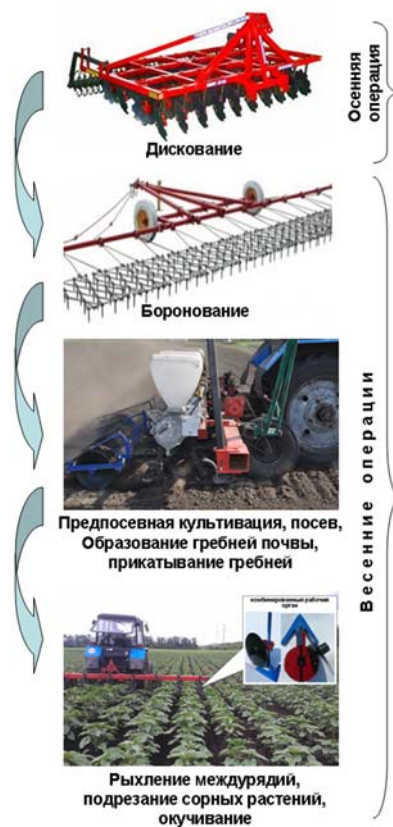 Осенняя
операция
Дискование
Боронование
Предпосевная культивация, посев,
Образование гребней почвы,
прикатывание гребней
Весенние операции
комбинированные рабочий
орган
Рыхление междурядий,
подрезание сорных растений,
окучивание